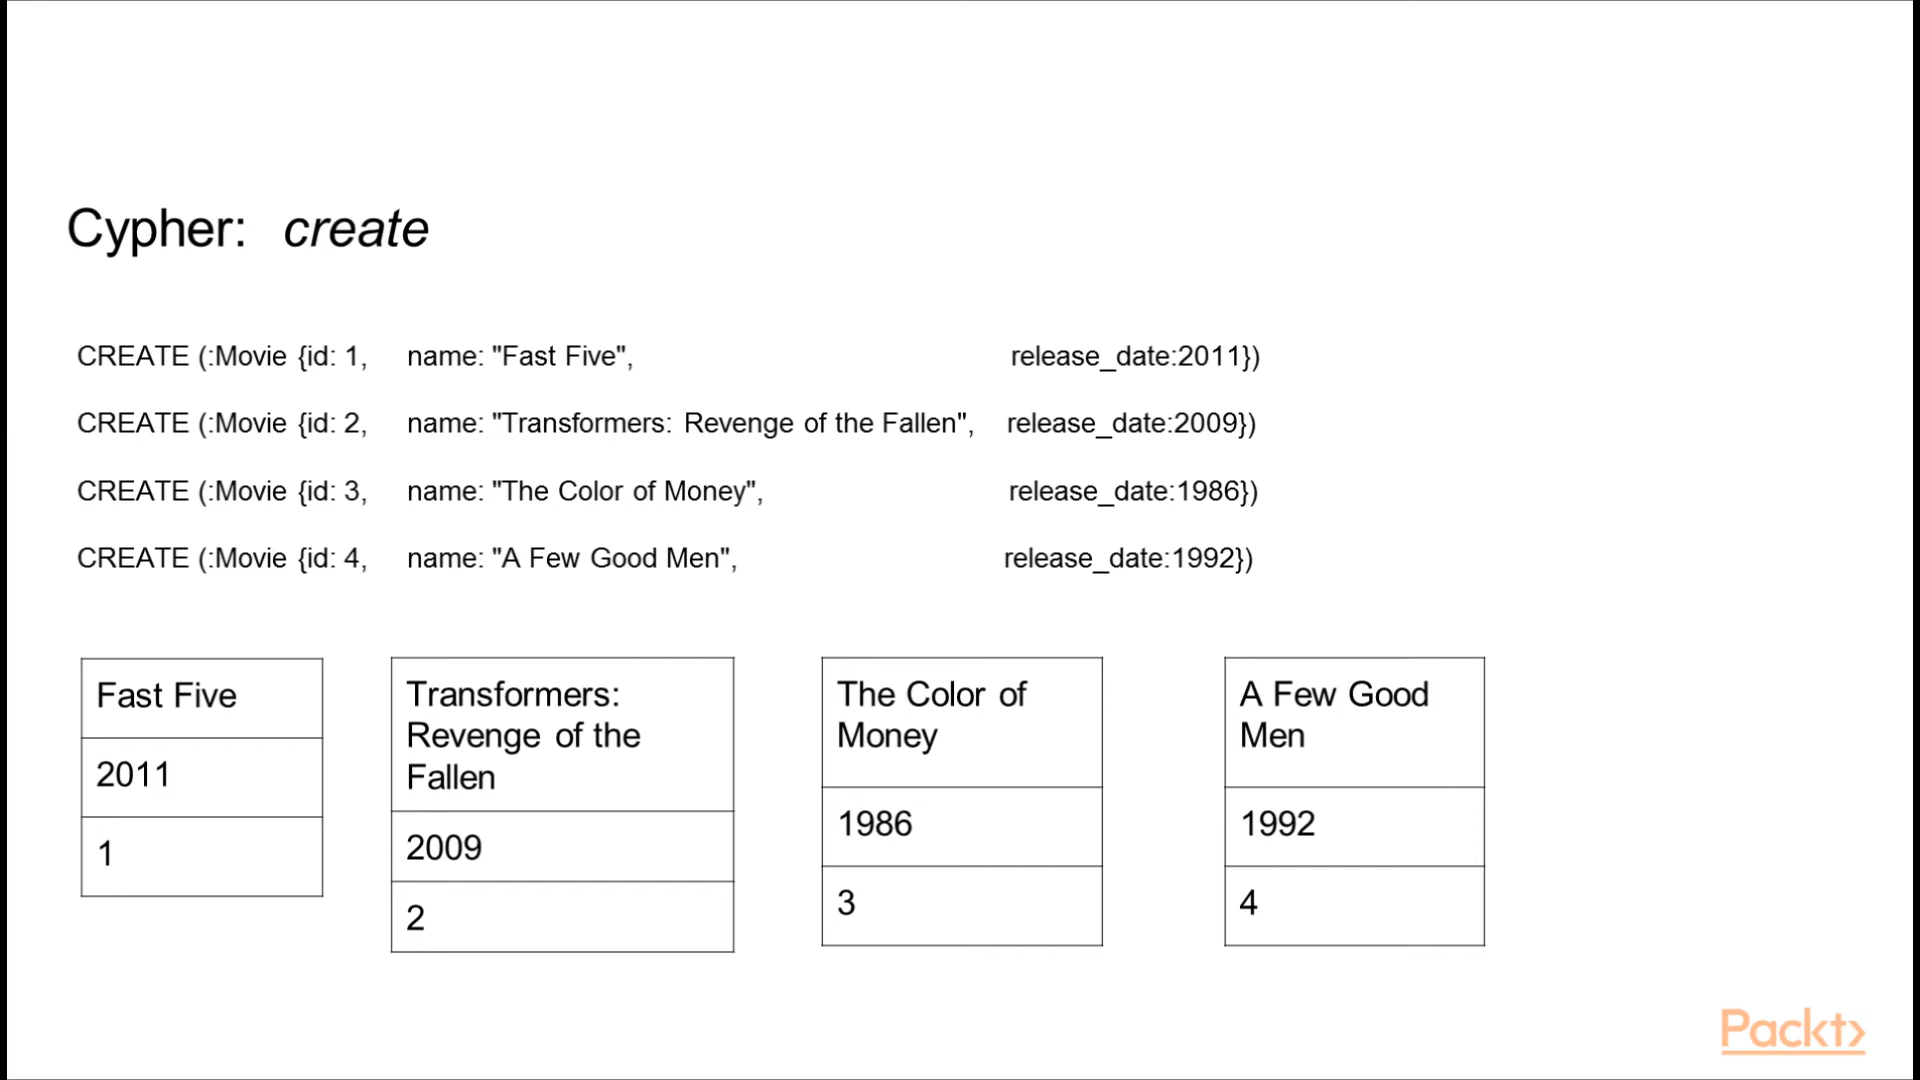 Cypher: create
CREATE (:Movie {id: 1, name: "Fast Five", release_date:2011})
CREATE (:Movie {id: 2, name: "Transformers: Revenge of the Fallen", release_date:2009})
CREATE (:Movie {id: 3, name: "The Color of Money", release_date:1986})
CREATE (:Movie {id: 4, name: "A Few Good Men", release_date:1992})
Fast Five
2011
1
Transformers:
Revenge of the
Fallen
2009
2
The Color of
Money
1986
3
A Few Good
Men
1992
4
Packt>